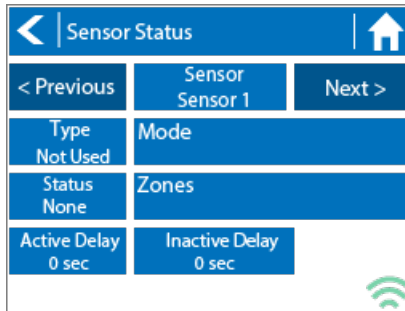 Sensor Status
< Previous
Sensor
Sensor 1
Next >
Type
Not Used
Mode
Status
None
Zones
Active Delay
0 sec
Inactive Delay
0 sec